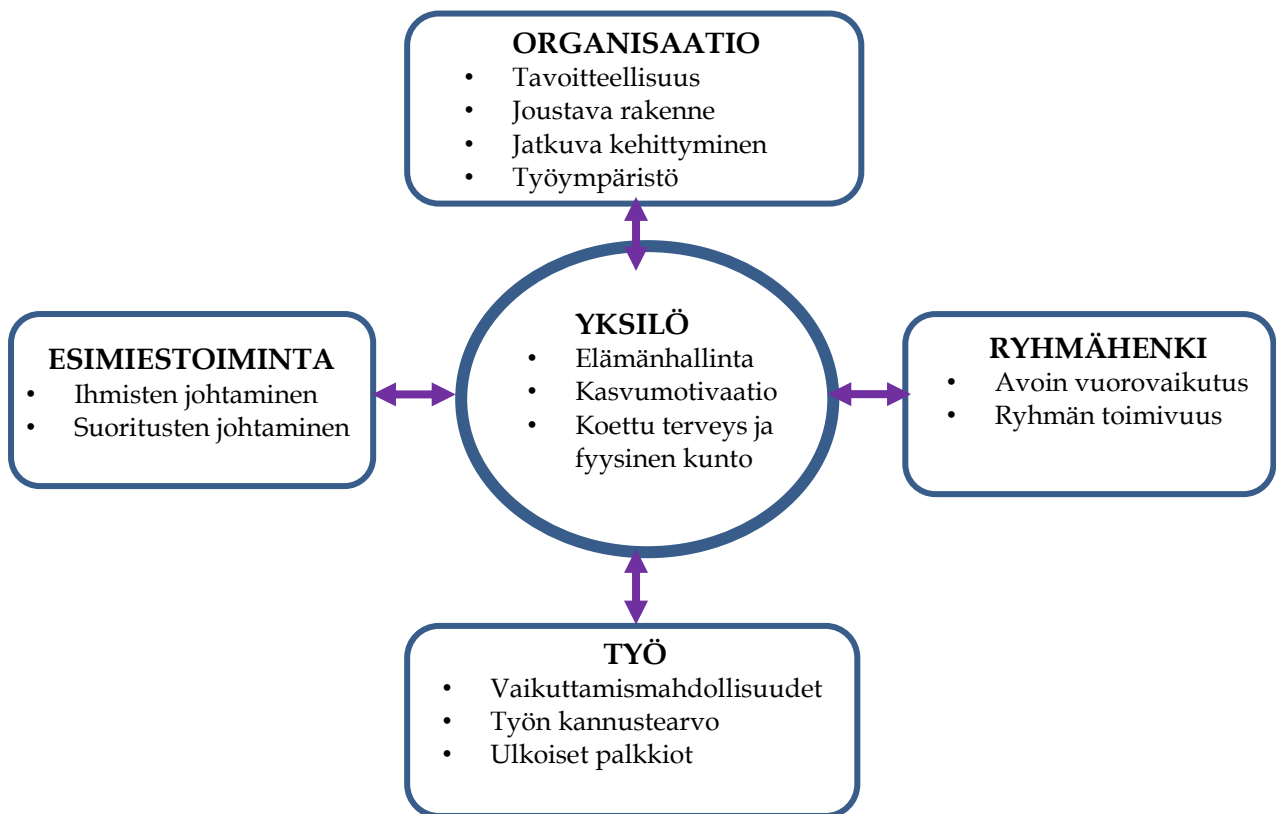 ORGANISAATIO
• Tavoitteellisuus
• Joustava rakenne
• Jatkuva kehittyminen
• Työympäristö
ESIMIESTOIMINTA
• Ihmisten johtaminen
• Suoritusten johtaminen
YKSILÖ
• Elämänhallinta
• Kasvumotivaatio
• Koettu terveys ja
fyysinen kunto
RYHMÄHENKI
• Avoin vuorovaikutus
• Ryhmän toimivuus
TYÖ
• Vaikuttamismahdollisuudet
• Työn kannustearvo
• Ulkoiset palkkiot